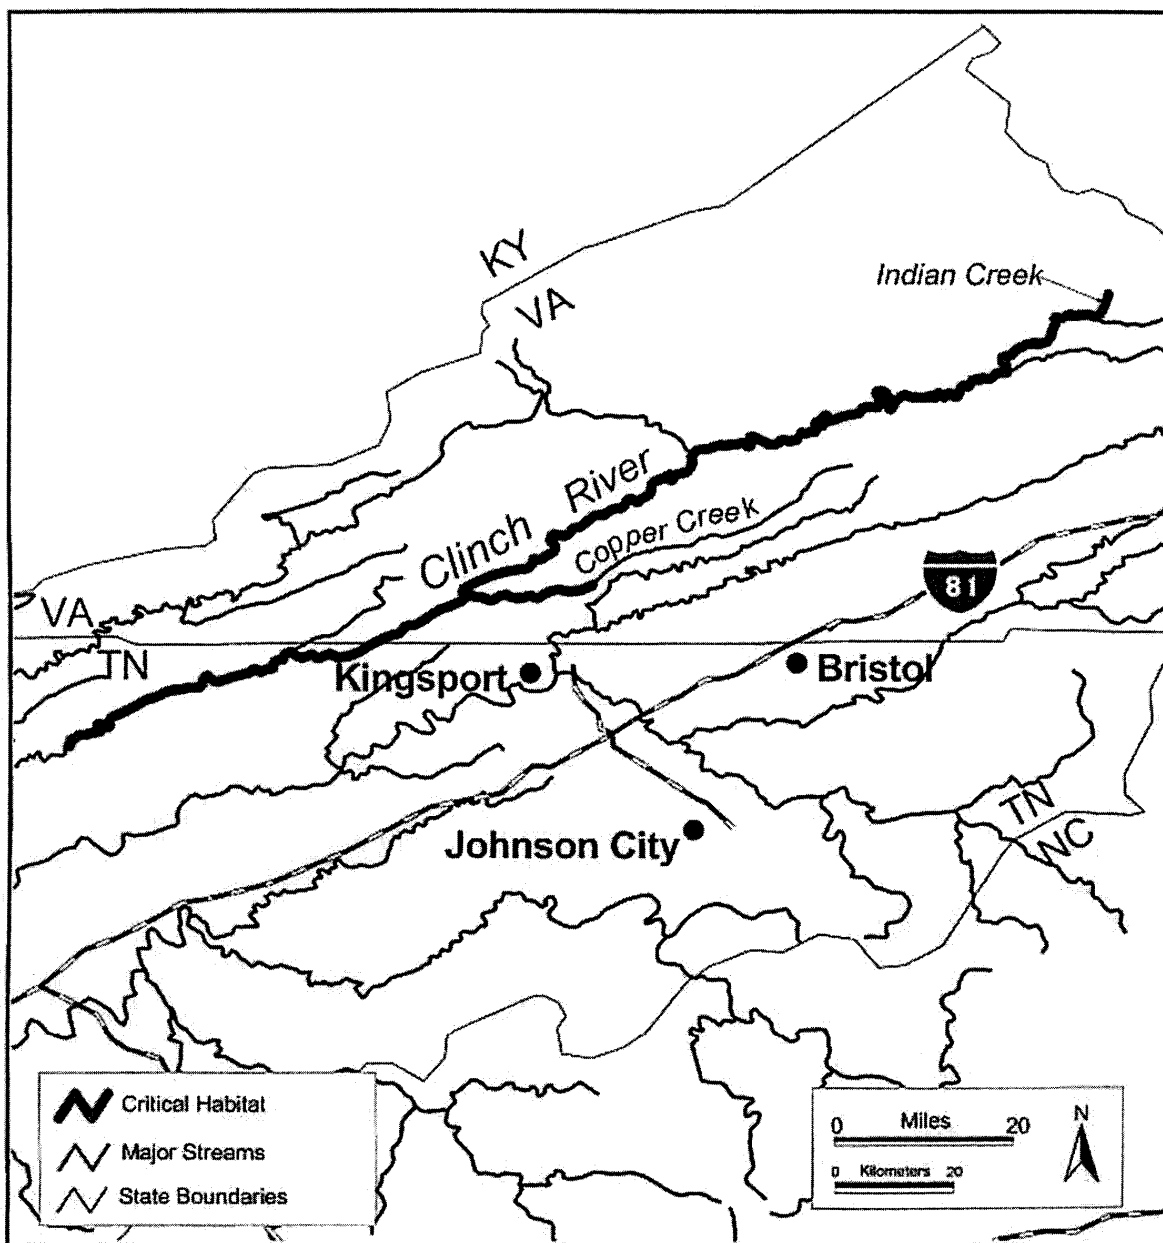 KY
VA
Indian Creek
Clinch River
Copper Creek
81
VA
TN
Kingsport
Bristol
Johnson City
TN
NC
Critical Habitat
Major Streams
State Boundaries
0 Miles 20
0 Kilometers 20
N